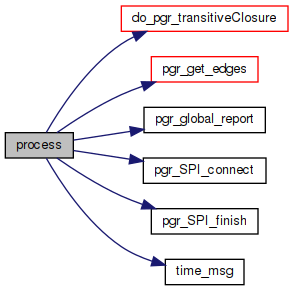 do_pgr_transitiveClosure
pgr_get_edges
pgr_global_report
process
pgr_SPI_connect
pgr_SPI_finish
time_msg